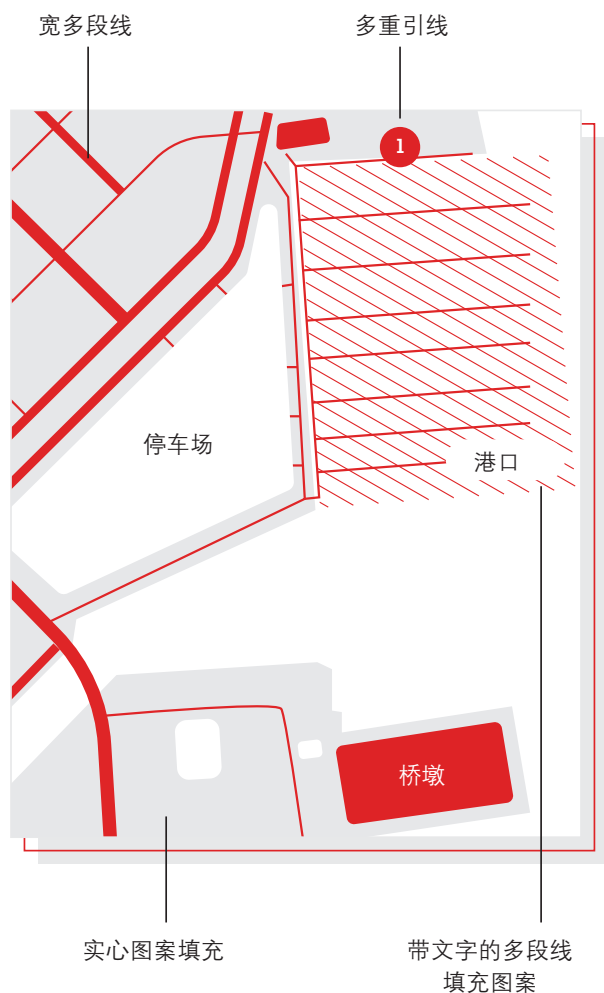 宽多段线
多重引线
1
停车场
港口
桥墩
实心图案填充
带文字的多段线
填充图案